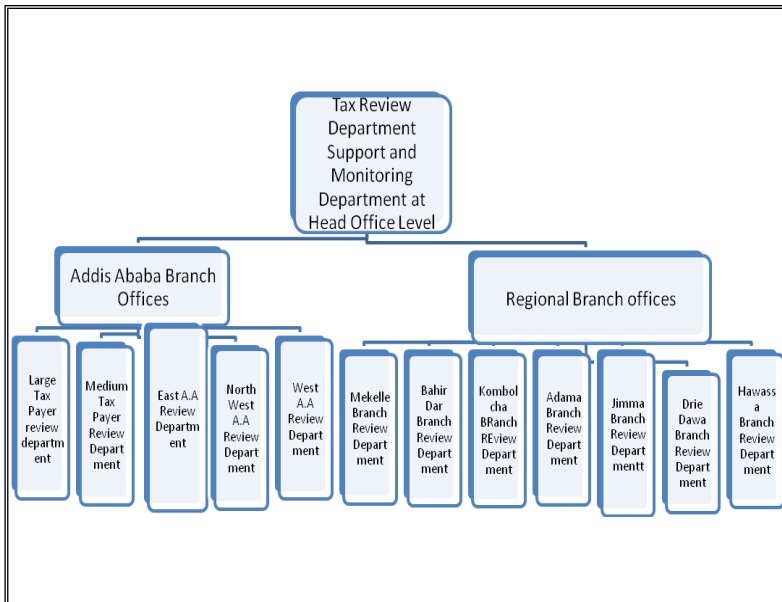 Tax Review
Department
Support and
Monitoring
Department at
Head Office Level
Addis Ababa Branch
Offices
Regional Branch offices
Large
Tax
Payer
review
departm
ent
Medium
Tax
Payer
Review
Depart
ment
East A.A
Review
Departme
nt
North
West
A.A
Review
Depart
ment
West
A.A
Review
Depart
ment
Mekelle
Branch
Review
Depart
ment
Bahir
Dar
Branch
Review
Depart
ment
Kombol
cha
BRanch
REview
Depart
ment
Adama
Branch
Review
Depart
ment
Jimma
Branch
Review
Depart
mentt
Drie
Dawa
Branch
Review
Depart
ment
Hawass
a
Branch
Review
Depart
ment